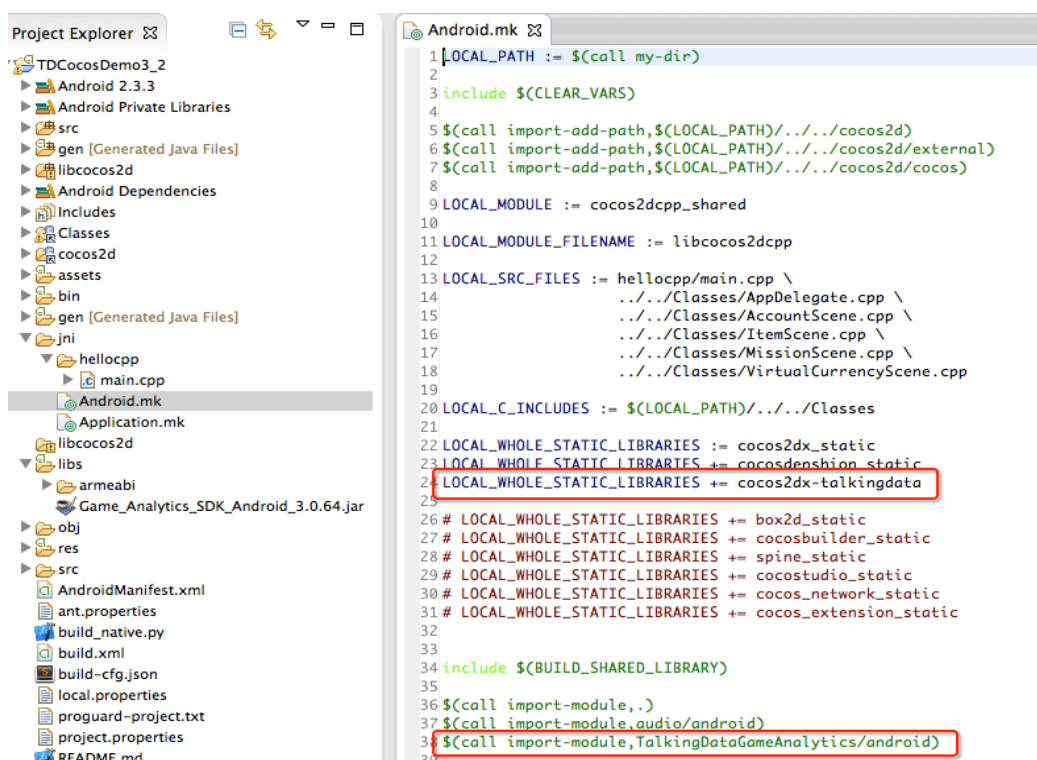 Project Explorer
TDCocosDemo3_2
Android 2.3.3
Android Private Libraries
src
gen [Generated Java Files]
libcocos2d
Android Dependencies
Includes
Classes
cocos2d
assets
bin
gen [Generated Java Files]
jni
hellocpp
main.cpp
Android.mk
Application.mk
libcocos2d
libs
armeabi
Game_Analytics_SDK_Android_3.0.64.jar
obj
res
src
AndroidManifest.xml
ant.properties
build_native.py
build.xml
build-cfg.json
local.properties
proguard-project.txt
project.properties
README.md
Android.mk
1 LOCAL_PATH := $(call my-dir)
2
3 include $(CLEAR_VARS)
4
5 $(call import-add-path,$(LOCAL_PATH)/../../cocos2d)
6 $(call import-add-path,$(LOCAL_PATH)/../../cocos2d/external)
7 $(call import-add-path,$(LOCAL_PATH)/../../cocos2d/cocos)
8
9 LOCAL_MODULE := cocos2dcpp_shared
10
11 LOCAL_MODULE_FILENAME := libcocos2dcpp
12
13 LOCAL_SRC_FILES := hellocpp/main.cpp \
14 ../../Classes/AppDelegate.cpp \
15 ../../Classes/AccountScene.cpp \
16 ../../Classes/ItemScene.cpp \
17 ../../Classes/MissionScene.cpp \
18 ../../Classes/VirtualCurrencyScene.cpp
19
20 LOCAL_C_INCLUDES := $(LOCAL_PATH)/../../Classes
21
22 LOCAL_WHOLE_STATIC_LIBRARIES := cocos2dx_static
23 LOCAL_WHOLE_STATIC_LIBRARIES += cocosdenshion_static
24 LOCAL_WHOLE_STATIC_LIBRARIES += cocos2dx-talkingdata
25
26 # LOCAL_WHOLE_STATIC_LIBRARIES += box2d_static
27 # LOCAL_WHOLE_STATIC_LIBRARIES += cocosbuilder_static
28 # LOCAL_WHOLE_STATIC_LIBRARIES += spine_static
29 # LOCAL_WHOLE_STATIC_LIBRARIES += cocostudio_static
30 # LOCAL_WHOLE_STATIC_LIBRARIES += cocos_network_static
31 # LOCAL_WHOLE_STATIC_LIBRARIES += cocos_extension_static
32
33
34 include $(BUILD_SHARED_LIBRARY)
35
36 $(call import-module,.)
37 $(call import-module,audio/android)
38 $(call import-module,TalkingDataGameAnalytics/android)
39